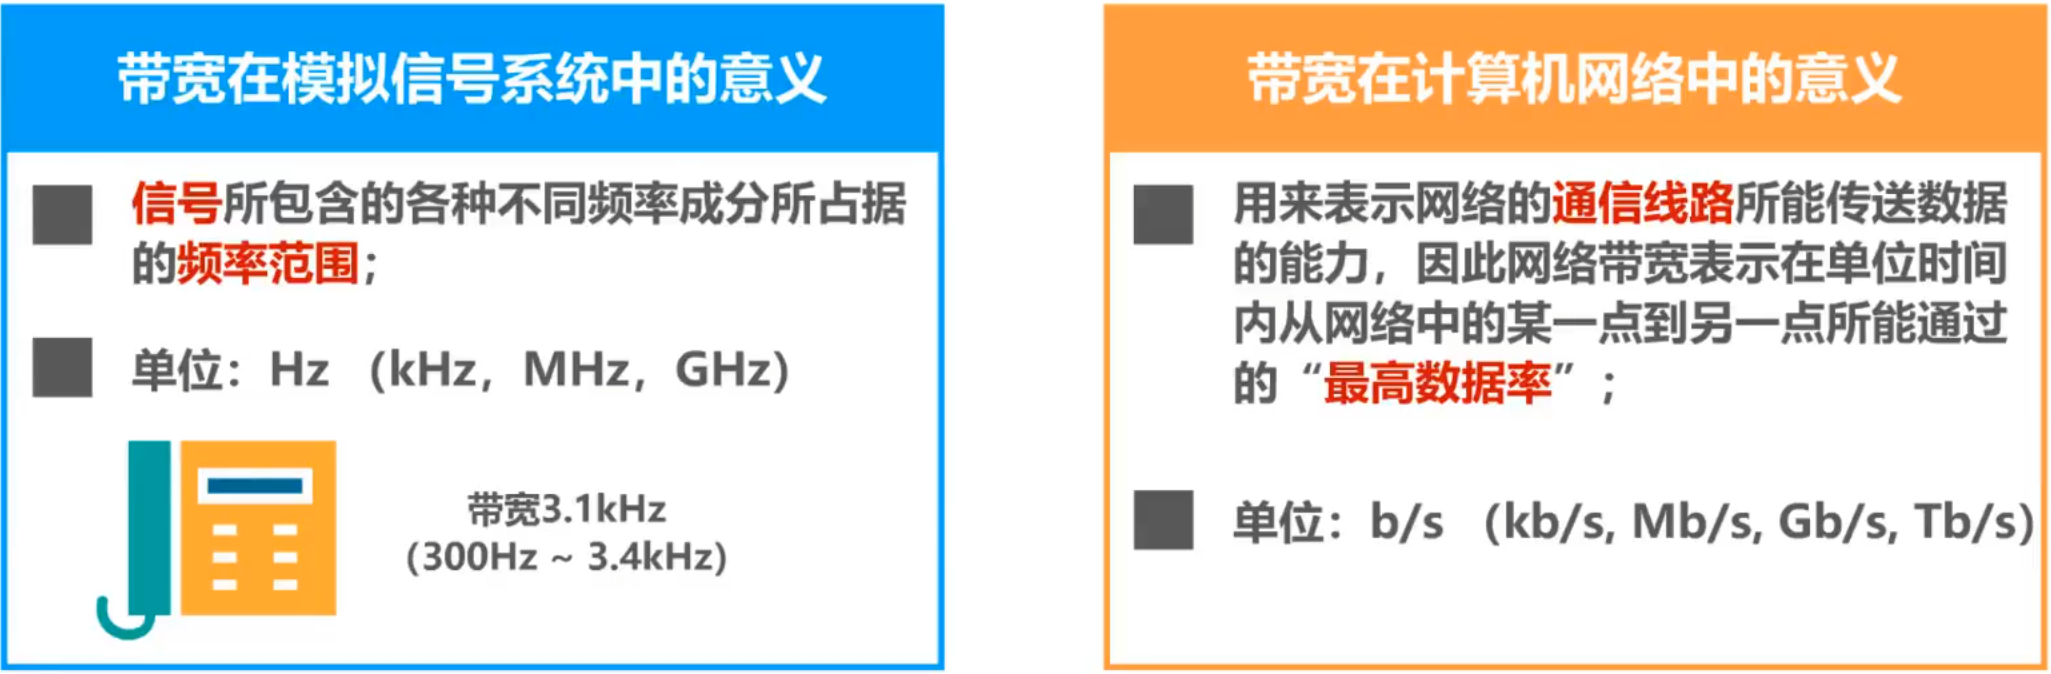 带宽在模拟信号系统中的意义
信号所包含的各种不同频率成分所占据
的频率范围；
单位：Hz （kHz，MHz，GHz）
带宽3.1kHz
(300Hz ~ 3.4kHz)
带宽在计算机网络中的意义
用来表示网络的通信线路所能传送数据
的能力，因此网络带宽表示在单位时间
内从网络中的某一点到另一点所能通过
的“最高数据率”；
单位：b/s （kb/s, Mb/s, Gb/s, Tb/s）